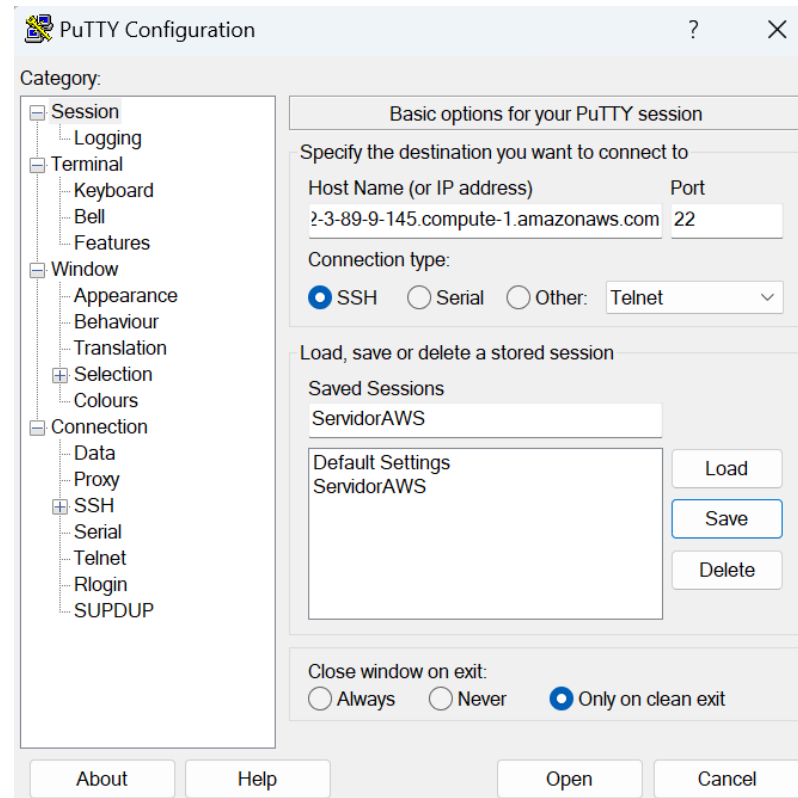 PuTTY Configuration
?
Category:
Session
Logging
Terminal
Keyboard
Bell
Features
Window
Appearance
Behaviour
Translation
Selection
Colours
Connection
Data
Proxy
SSH
Serial
Telnet
Rlogin
SUPDUP
Basic options for your PuTTY session
Specify the destination you want to connect to
Host Name (or IP address) Port
2-3-89-9-145.compute-1.amazonaws.com 22
Connection type:
SSH Serial Other: Telnet
Load, save or delete a stored session
Saved Sessions
ServidorAWS
Default Settings
ServidorAWS
Load
Save
Delete
Close window on exit:
Always Never Only on clean exit
About Help Open Cancel